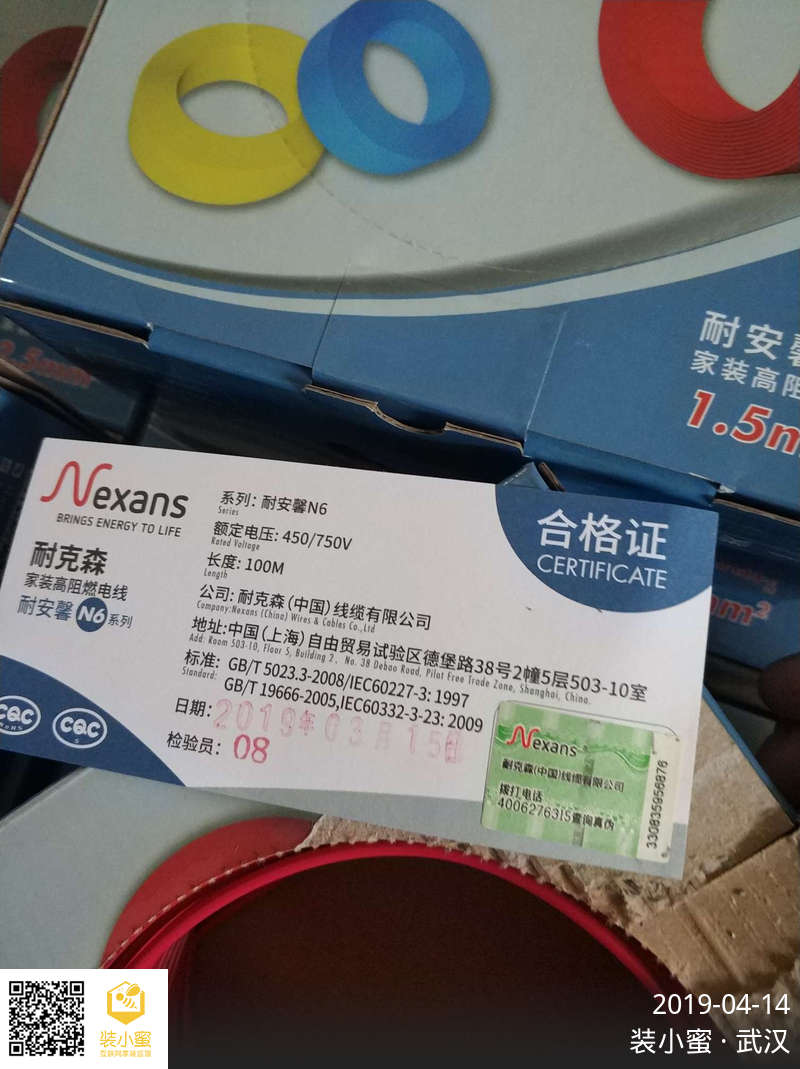 耐安馨
家装高阻
1.5m
mm²
Nexans
BRINGS ENERGY TO LIFE
耐克森
家装高阻燃电线
耐安馨N6系列
CQC
RoHS
CQC
S
系列: 耐安馨N6
Series
额定电压: 450/750V
Rated Voltage
长度: 100M
Length
公司: 耐克森(中国)线缆有限公司
Company:Nexans (China) Wires & Cables Co.,Ltd
地址:中国(上海)自由贸易试验区德堡路38号2幢5层503-10室
Add: Room 503-10, Floor 5, Building 2, No. 38 Debao Road, Pilot Free Trade Zone, Shanghai, China.
标准: GB/T 5023.3-2008/IEC60227-3: 1997
Standard:
GB/T 19666-2005,IEC60332-3-23: 2009
日期: 2019年03月15日
检验员: 08
合格证
CERTIFICATE
Nexans
耐克森(中国)线缆有限公司
拨打电话
4006276315查询真伪
330835956876
装小蜜
2019-04-14
装小蜜·武汉